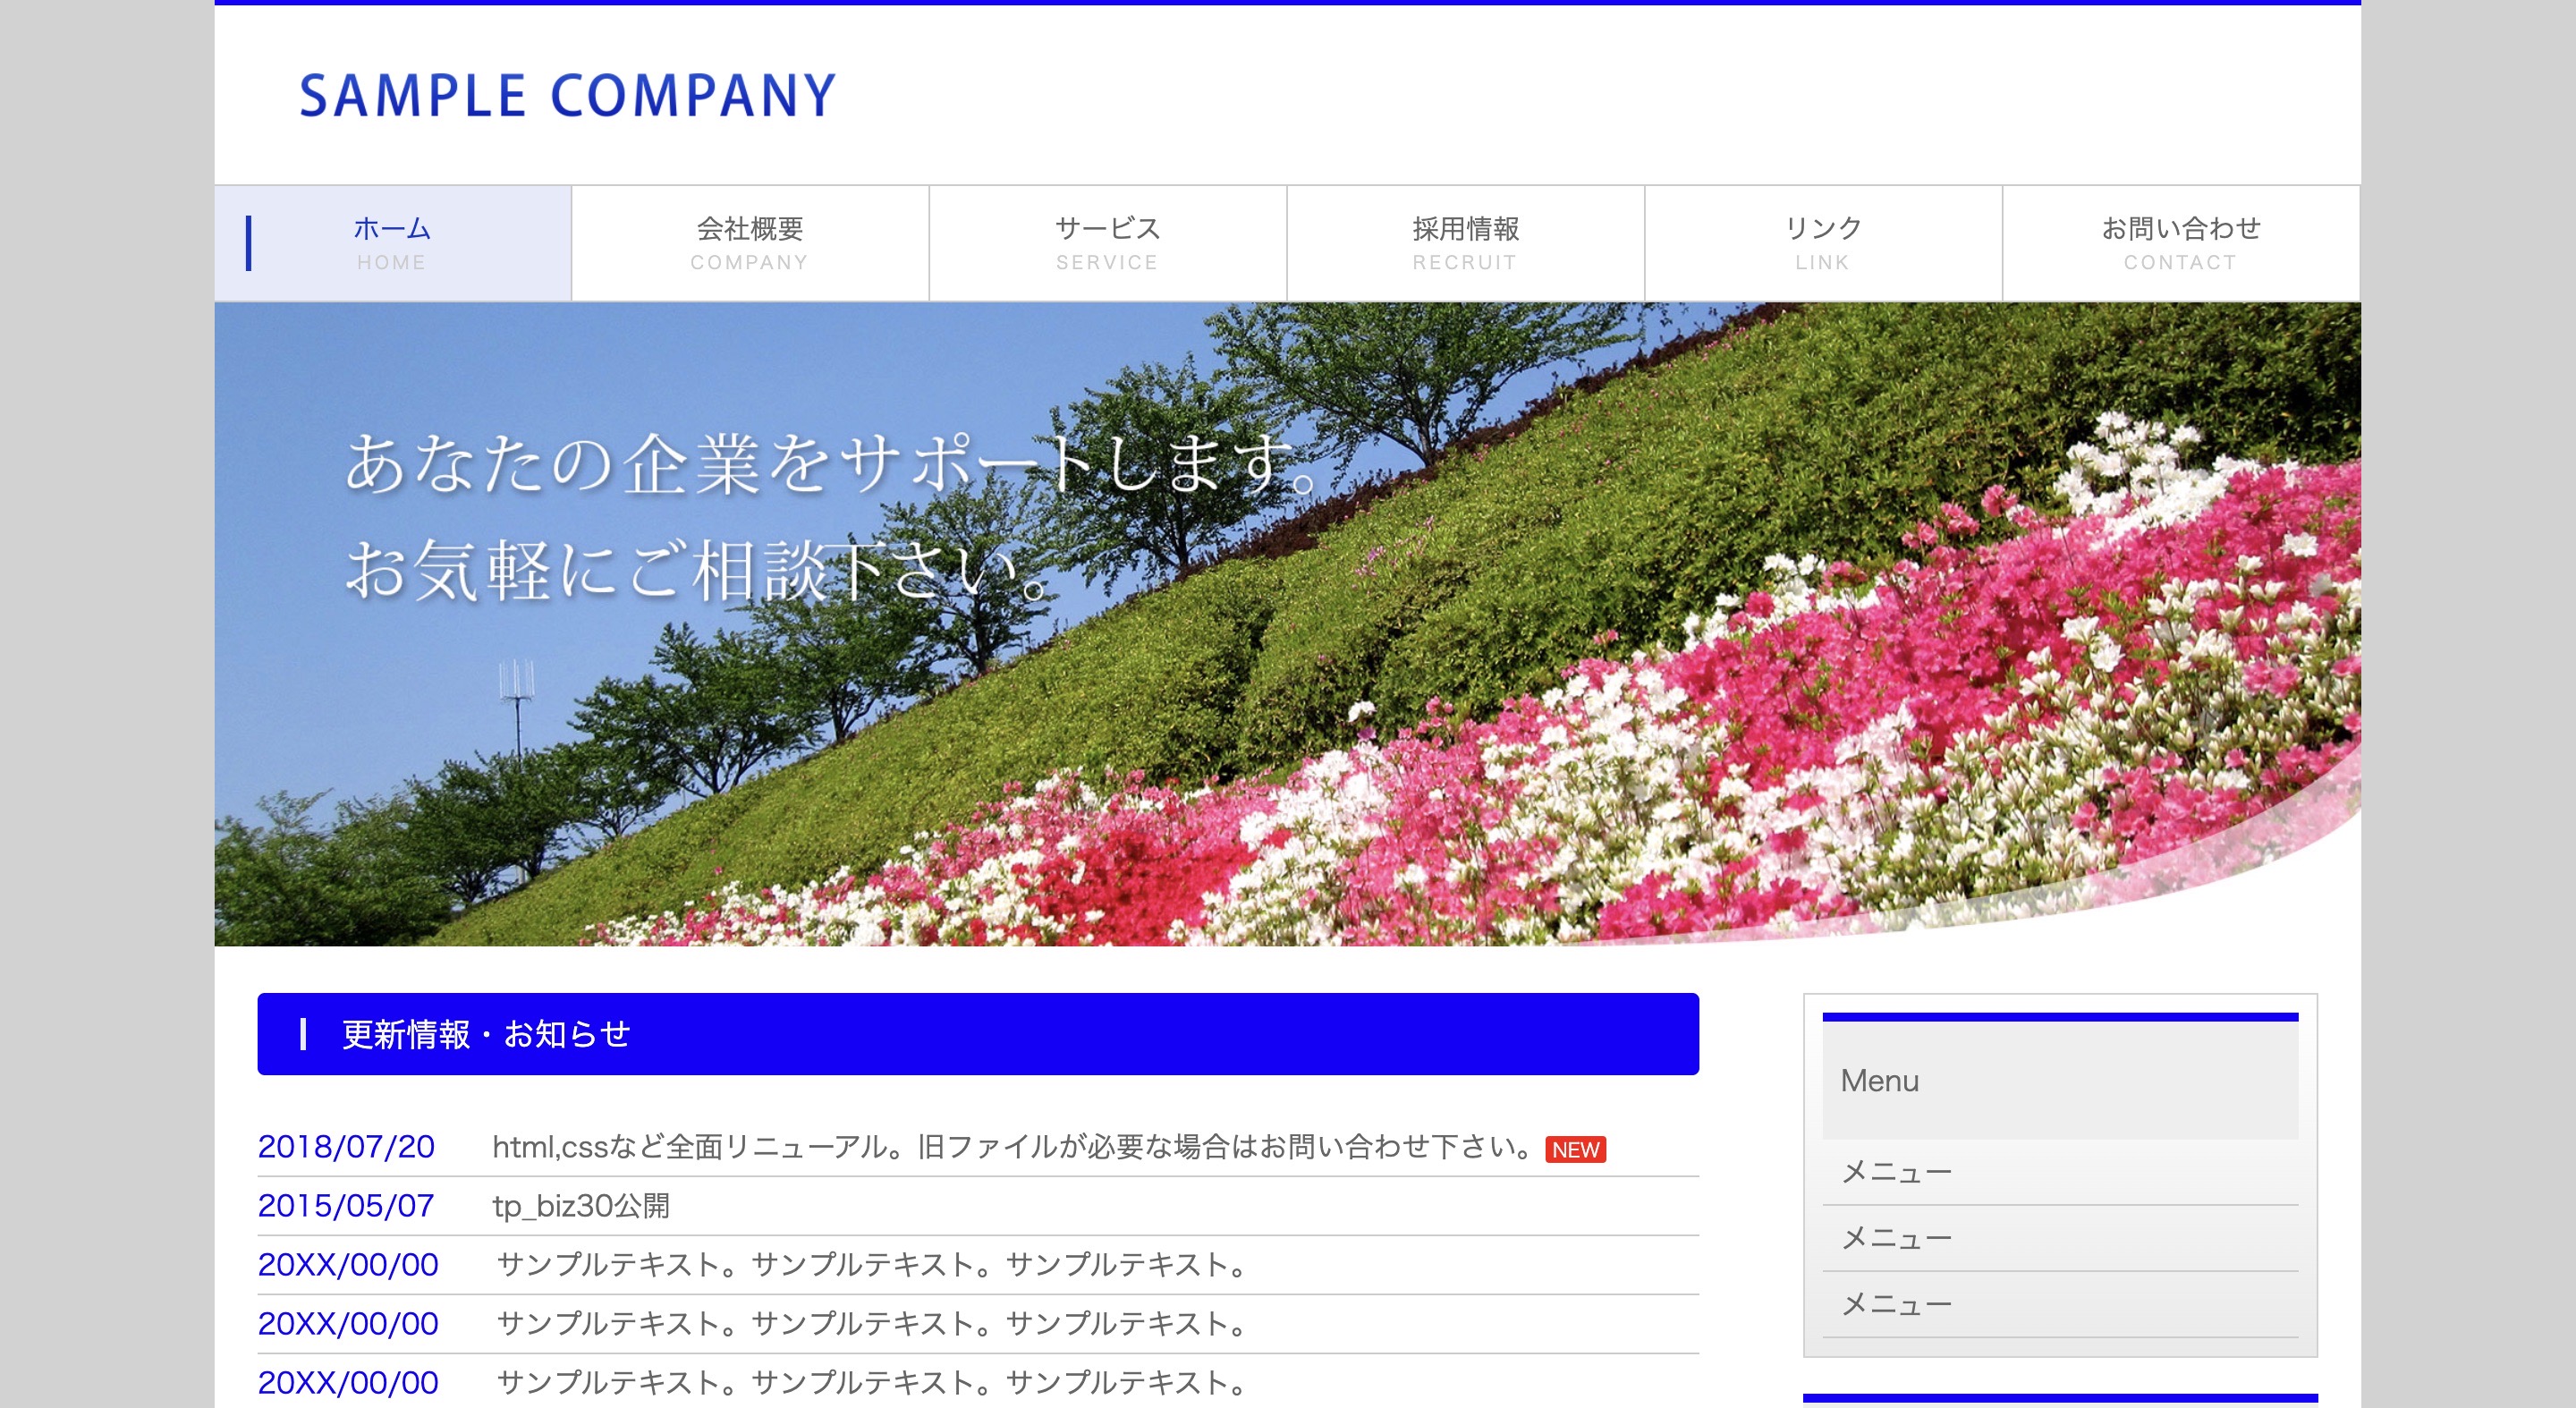 SAMPLE COMPANY
ホーム 会社概要 サービス 採用情報 リンク お問い合わせ
HOME COMPANY SERVICE RECRUIT LINK CONTACT
あなたの企業をサポートします。
お気軽にご相談下さい。
更新情報・お知らせ
2018/07/20 html,cssなど全面リニューアル。旧ファイルが必要な場合はお問い合わせ下さい。 NEW
2015/05/07 tp_biz30公開
20XX/00/00 サンプルテキスト。サンプルテキスト。サンプルテキスト。
20XX/00/00 サンプルテキスト。サンプルテキスト。サンプルテキスト。
20XX/00/00 サンプルテキスト。サンプルテキスト。サンプルテキスト。
Menu
メニュー
メニュー
メニュー